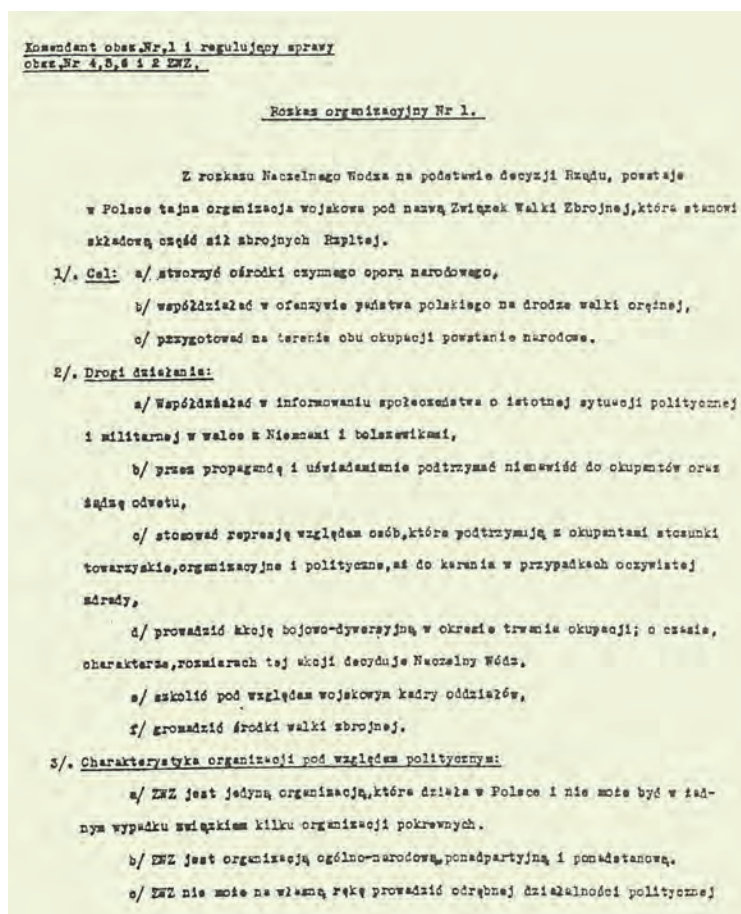 Komendant obsz.Nr,1 i regulujący sprawy
obsz.Nr 4,5,6 i 2 ZWZ.
Rozkaz organizacyjny Nr 1.
Z rozkazu Naczelnego Wodza na podstawie decyzji Rządu, powstaje
w Polsce tajna organizacja wojskowa pod nazwą Związek Walki Zbrojnej,która stanowi
składową część sił zbrojnych Rzpltej.
1/. Cel: a/ stworzyć ośrodki czynnego oporu narodowego,
b/ współdziałać w ofenzywie państwa polskiego na drodze walki orężnej,
c/ przygotować na terenie obu okupacji powstanie narodowe.
2/. Drogi działania:
a/ Współdziałać w informowaniu społeczeństwa o istotnej sytuacji politycznej
i militarnej w walce z Niemcami i bolszewikami,
b/ przez propagandę i uświadamianie podtrzymać nienawiść do okupantów oraz
żądzę odwetu,
c/ stosować represję względem osób,które podtrzymują z okupantami stosunki
towarzyskie,organizacyjne i polityczne,aż do karania w przypadkach oczywistej
zdrady,
d/ prowadzić akcję bojowo-dywersyjną w okresie trwania okupacji; o czasie,
charakterze,rozmiarach tej akcji decyduje Naczelny Wódz,
e/ szkolić pod względem wojskowym kadry oddziałów,
f/ gromadzić środki walki zbrojnej.
3/. Charakterystyka organizacji pod względem politycznym:
a/ ZWZ jest jedyną organizacją,która działa w Polsce i nie może być w żad-
nym wypadku związkiem kilku organizacji pokrewnych.
b/ ZWZ jest organizacją ogólno-narodową,ponadpartyjną i ponadstanową.
c/ ZWZ nie może na własną rękę prowadzić odrębnej działalności politycznej